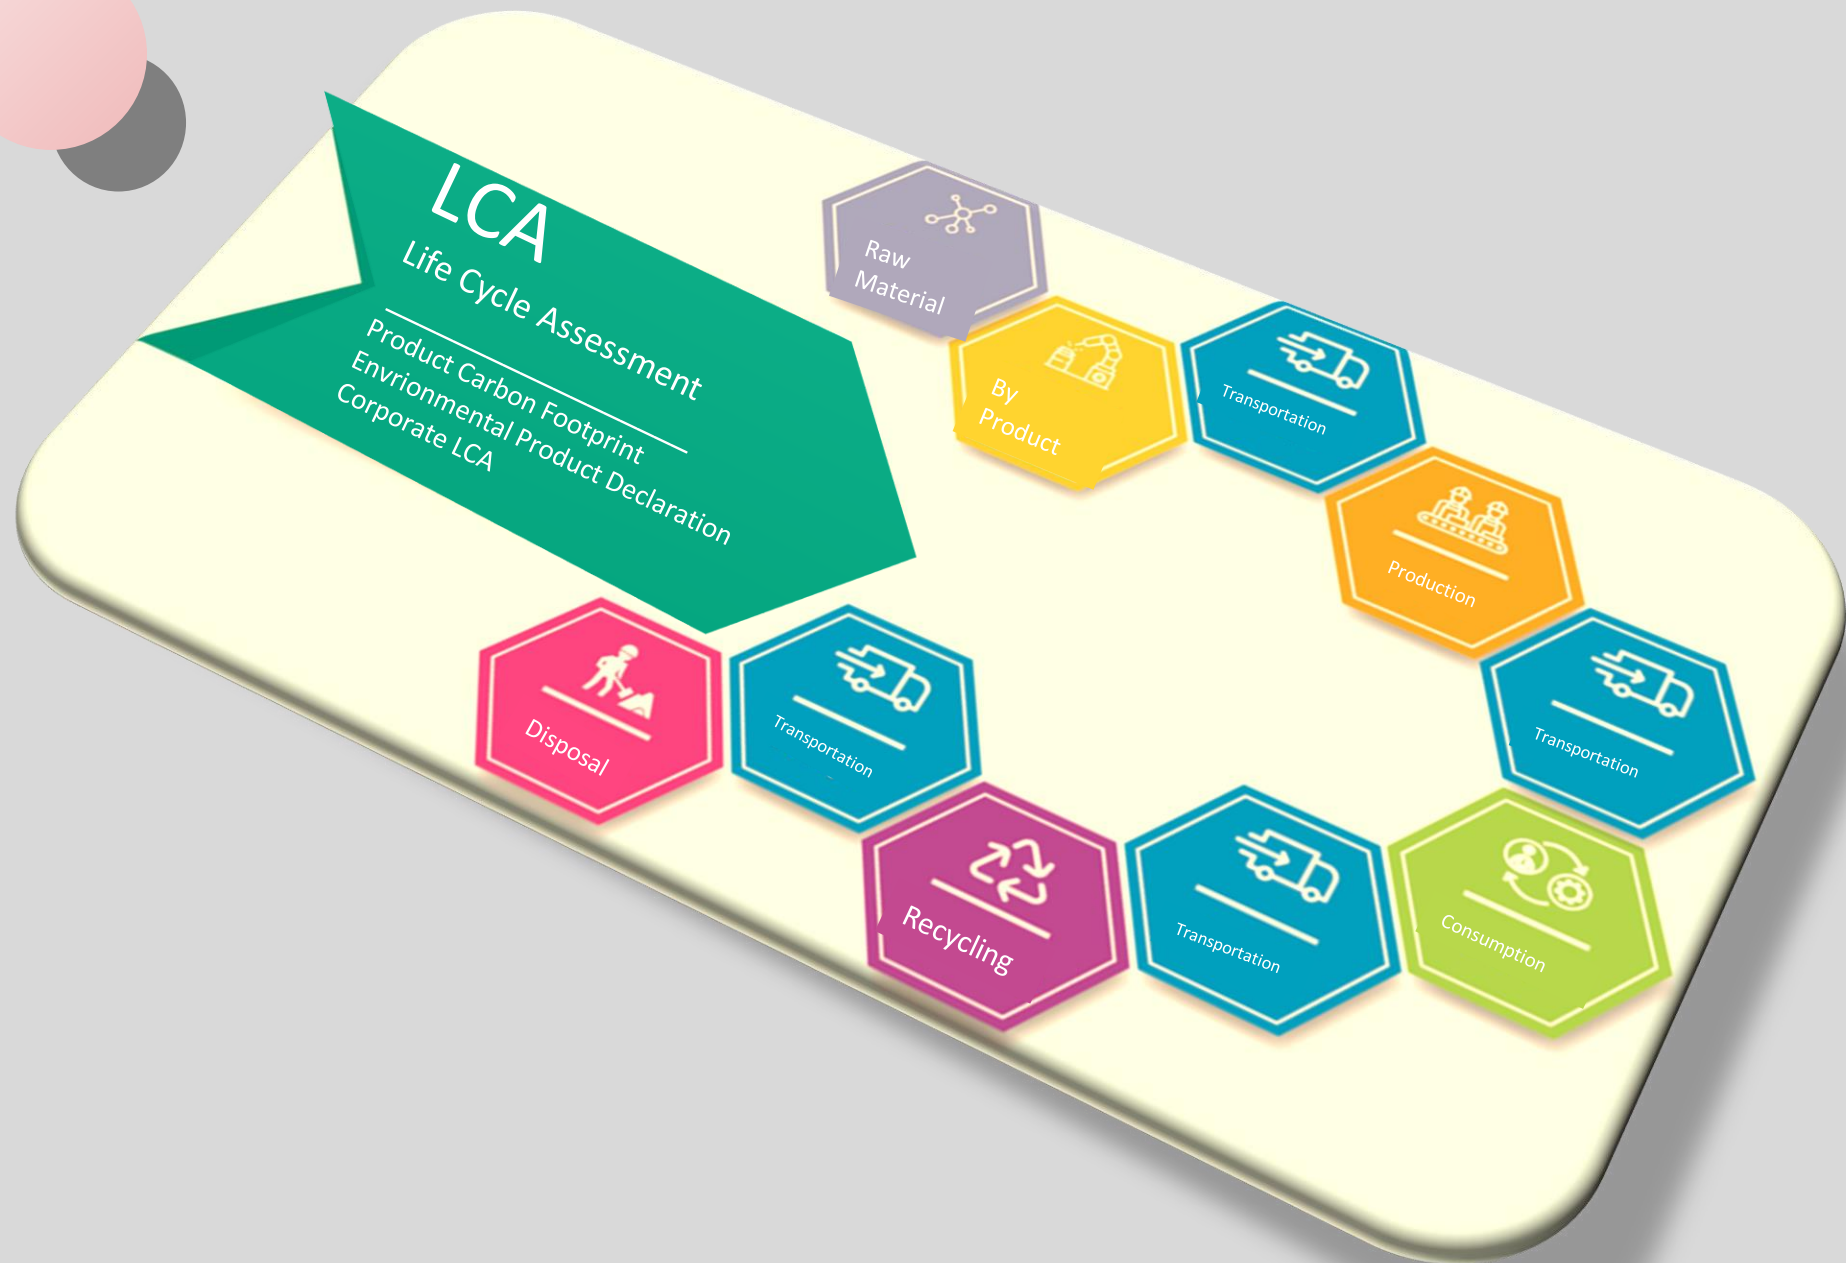 LCA
Life Cycle Assessment
Product Carbon Footprint
Envrionmental Product Declaration
Corporate LCA
Raw
Material
By
Product
Transportation
Production
Transportation
Consumption
Transportation
Recycling
Transportation
Disposal